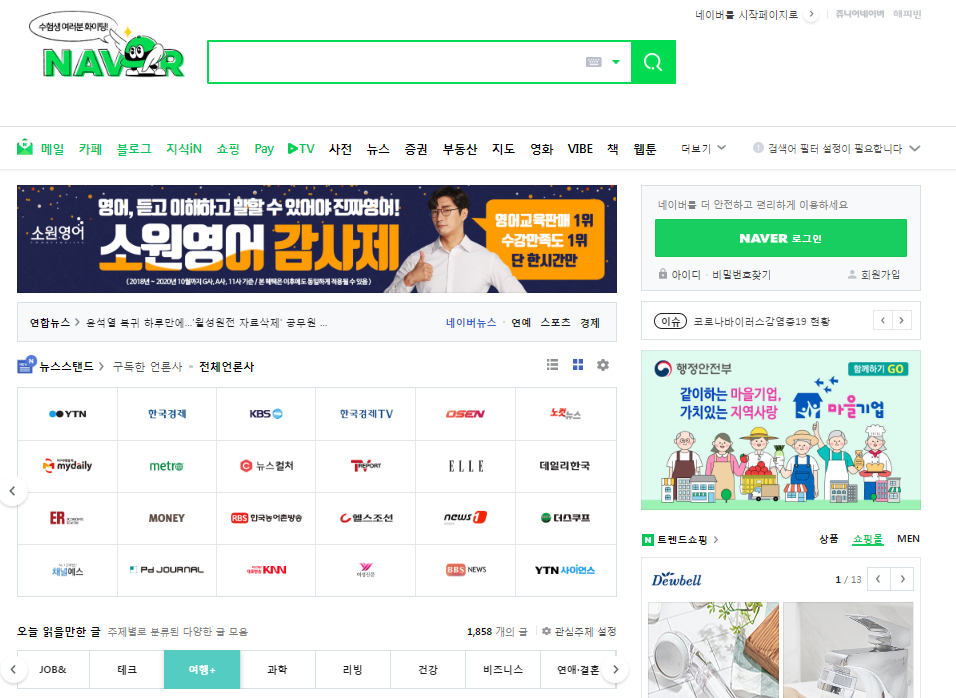 네이버를 시작페이지로
쥬니어네이버 해피빈
수험생 여러분 화이팅!
NAVER
메일 카페 블로그 지식iN 쇼핑 Pay TV 사전 뉴스 증권 부동산 지도 영화 VIBE 책 웹툰 더보기 검색어 필터 설정이 필요합니다
영어, 듣고 이해하고 말할 수 있어야 진짜영어!
소원영어
소원영어 감사제
(2018년 ~ 2020년 10월까지 GA사, A사, 11사 기준 / 본 혜택은 이후에도 동일하게 적용될 수 있음)
영어교육판매 1위
수강만족도 1위
단 한시간만
네이버를 더 안전하고 편리하게 이용하세요
NAVER 로그인
아이디 · 비밀번호찾기 회원가입
연합뉴스 > 윤석열 복귀 하루만에...'월성원전 자료삭제' 공무원 ...
네이버뉴스 · 연예 스포츠 경제
이슈 코로나바이러스감염증19 현황
뉴스스탠드 > 구독한 언론사 · 전체언론사
YTN 한국경제 KBS 한국경제TV OSEN 노컷뉴스
mydaily metro 뉴스컬처 TVREPORT ELLE 데일리한국
ER MONEY RBS 한국농어촌방송 헬스조선 news1 더스쿠프
채널예스 PD JOURNAL KNN 여성신문 BBS NEWS YTN 사이언스
행정안전부
함께하기 GO
같이하는 마을기업,
가치있는 지역사랑
마을기업
트렌드쇼핑 >
상품 쇼핑몰 MEN
Dewbell
1 / 13
오늘 읽을만한 글 주제별로 분류된 다양한 글 모음
1,858 개의 글 관심주제 설정
JOB& 테크 여행+ 과학 리빙 건강 비즈니스 연애·결혼